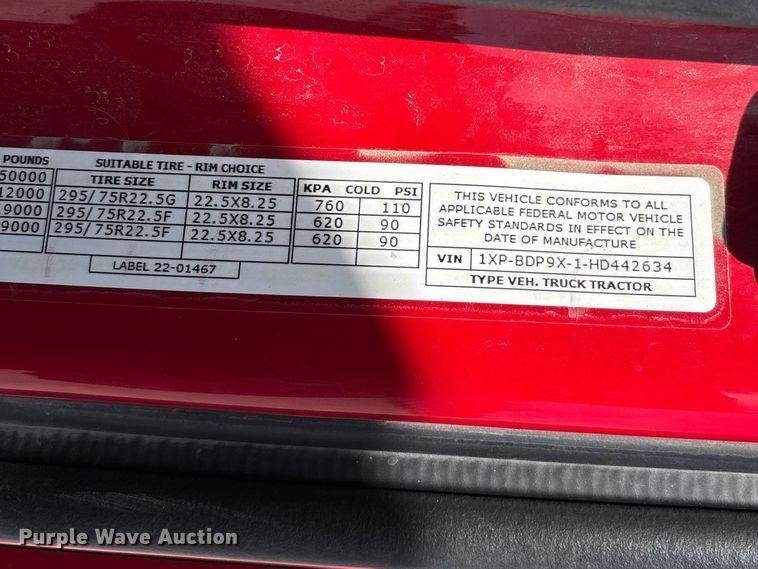 POUNDS SUITABLE TIRE - RIM CHOICE
TIRE SIZE RIM SIZE KPA COLD PSI
50000
12000 295/75R22.5G 22.5X8.25 760 110
9000 295/75R22.5F 22.5X8.25 620 90
9000 295/75R22.5F 22.5X8.25 620 90
LABEL 22-01467
THIS VEHICLE CONFORMS TO ALL
APPLICABLE FEDERAL MOTOR VEHICLE
SAFETY STANDARDS IN EFFECT ON THE
DATE OF MANUFACTURE
VIN 1XP-BDP9X-1-HD442634
TYPE VEH. TRUCK TRACTOR
Purple Wave Auction